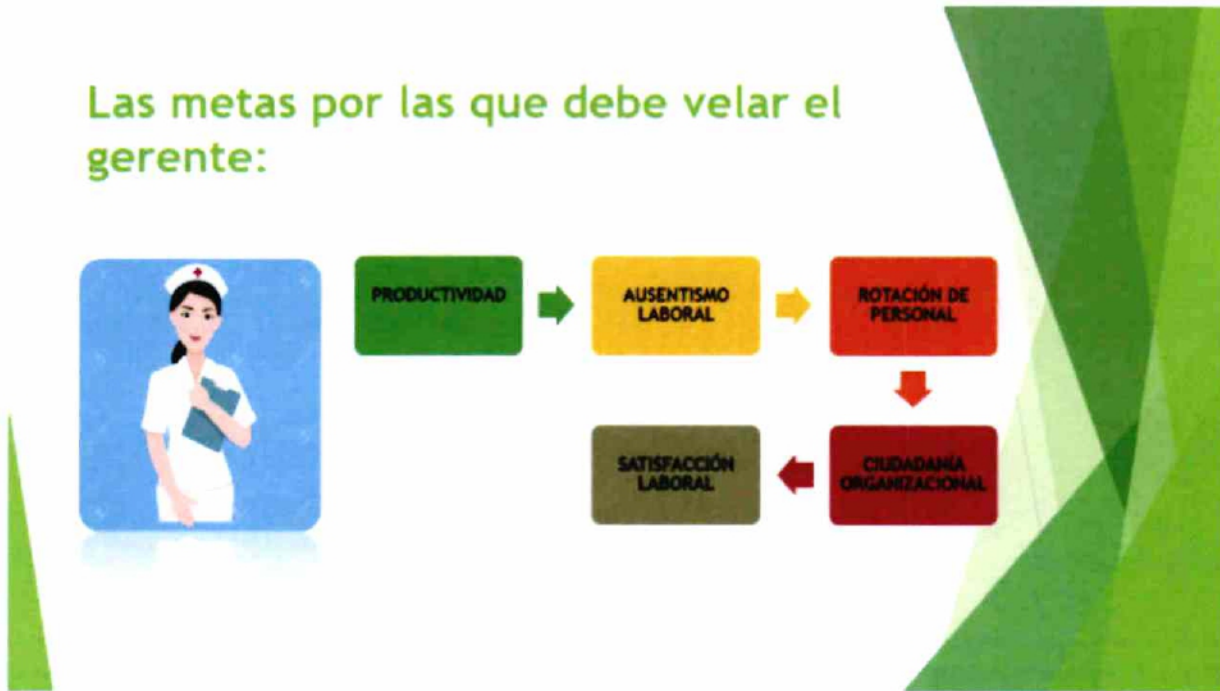 Las metas por las que debe velar el
gerente:
PRODUCTIVIDAD
AUSENTISMO
LABORAL
ROTACIÓN DE
PERSONAL
CIUDADANÍA
ORGANIZACIONAL
SATISFACCIÓN
LABORAL